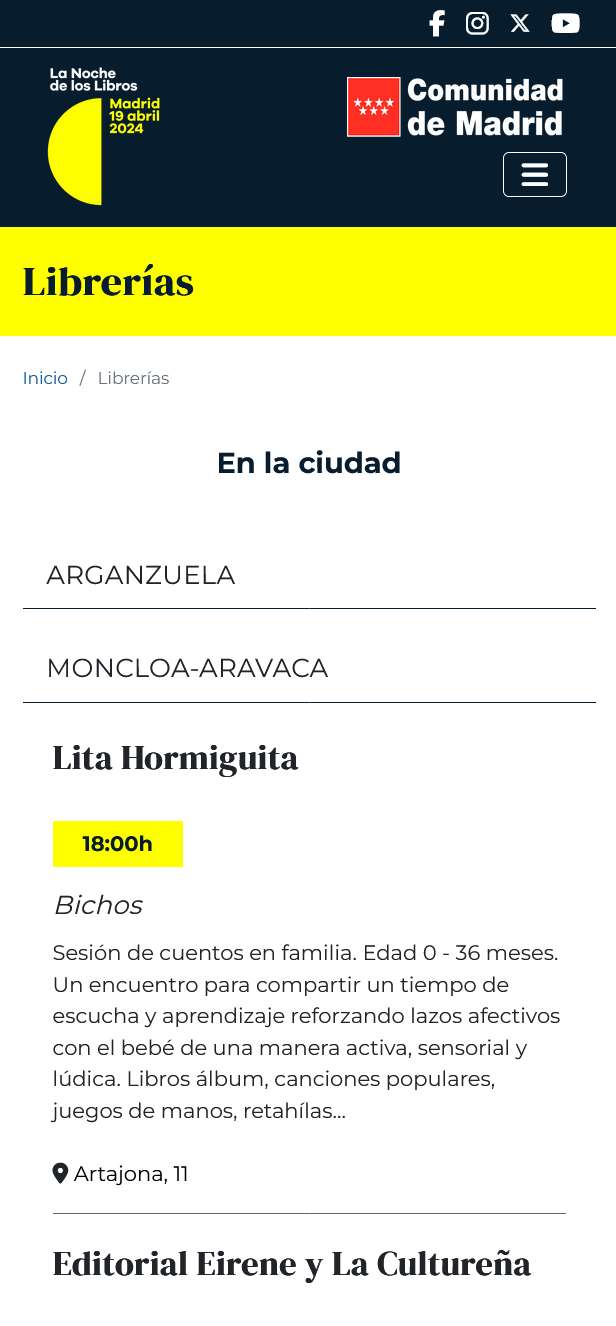 La Noche
de los Libros
Madrid
19 abril
2024
Comunidad
de Madrid
Librerías
Inicio / Librerías
En la ciudad
ARGANZUELA
MONCLOA-ARAVACA
Lita Hormiguita
18:00h
Bichos
Sesión de cuentos en familia. Edad 0 - 36 meses.
Un encuentro para compartir un tiempo de
escucha y aprendizaje reforzando lazos afectivos
con el bebé de una manera activa, sensorial y
lúdica. Libros álbum, canciones populares,
juegos de manos, retahílas...
Artajona, 11
Editorial Eirene y La Cultureña